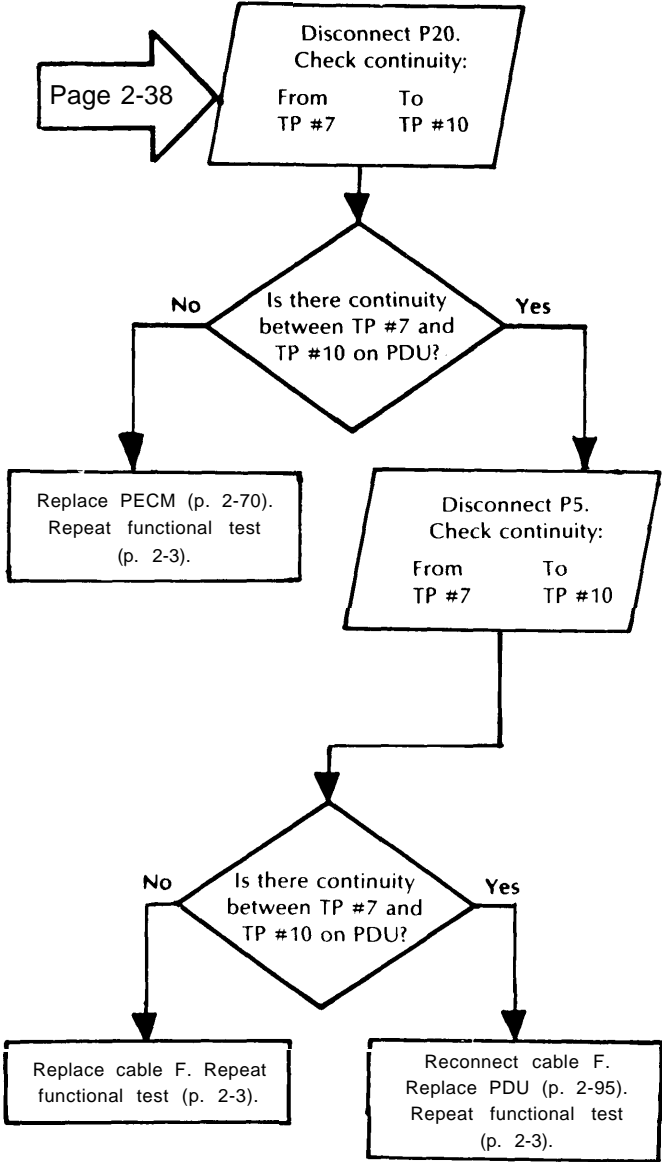 Page 2-38
Disconnect P20.
Check continuity:
From To
TP #7 TP #10
Is there continuity
between TP #7 and
TP #10 on PDU?
No
Yes
Replace PECM (p. 2-70).
Repeat functional test
(p. 2-3).
Disconnect P5.
Check continuity:
From To
TP #7 TP #10
Is there continuity
between TP #7 and
TP #10 on PDU?
No
Yes
Replace cable F. Repeat
functional test (p. 2-3).
Reconnect cable F.
Replace PDU (p. 2-95).
Repeat functional test
(p. 2-3).